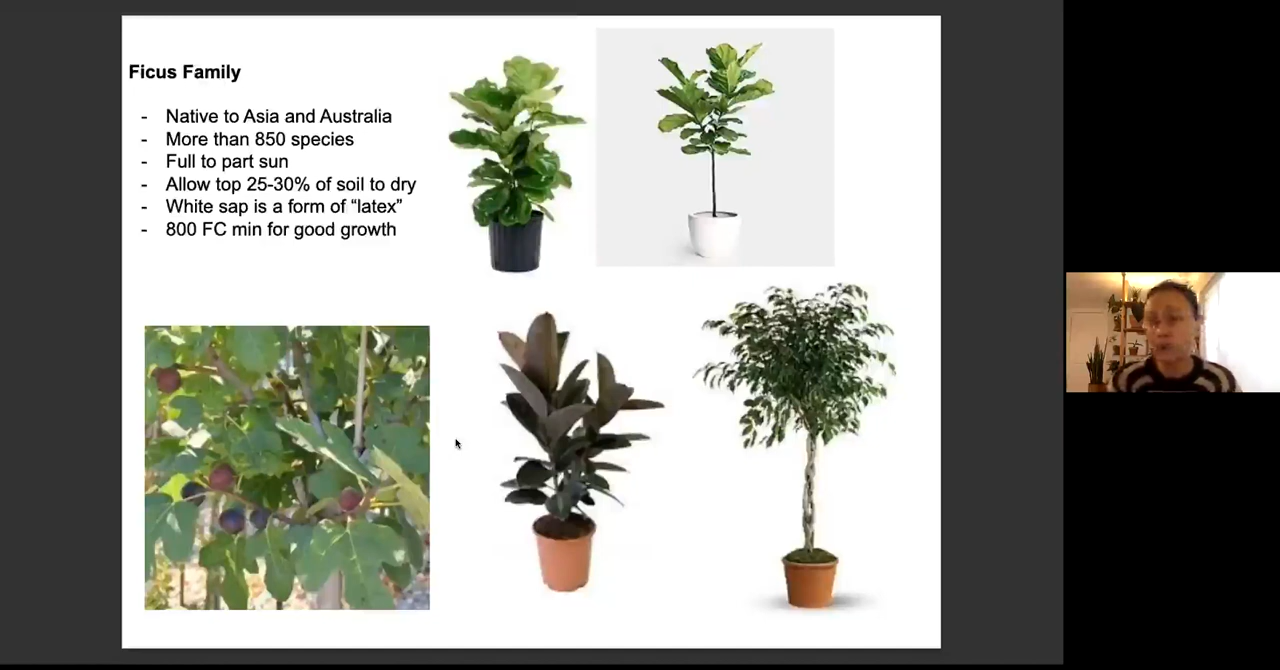 Ficus Family
- Native to Asia and Australia
- More than 850 species
- Full to part sun
- Allow top 25-30% of soil to dry
- White sap is a form of “latex”
- 800 FC min for good growth